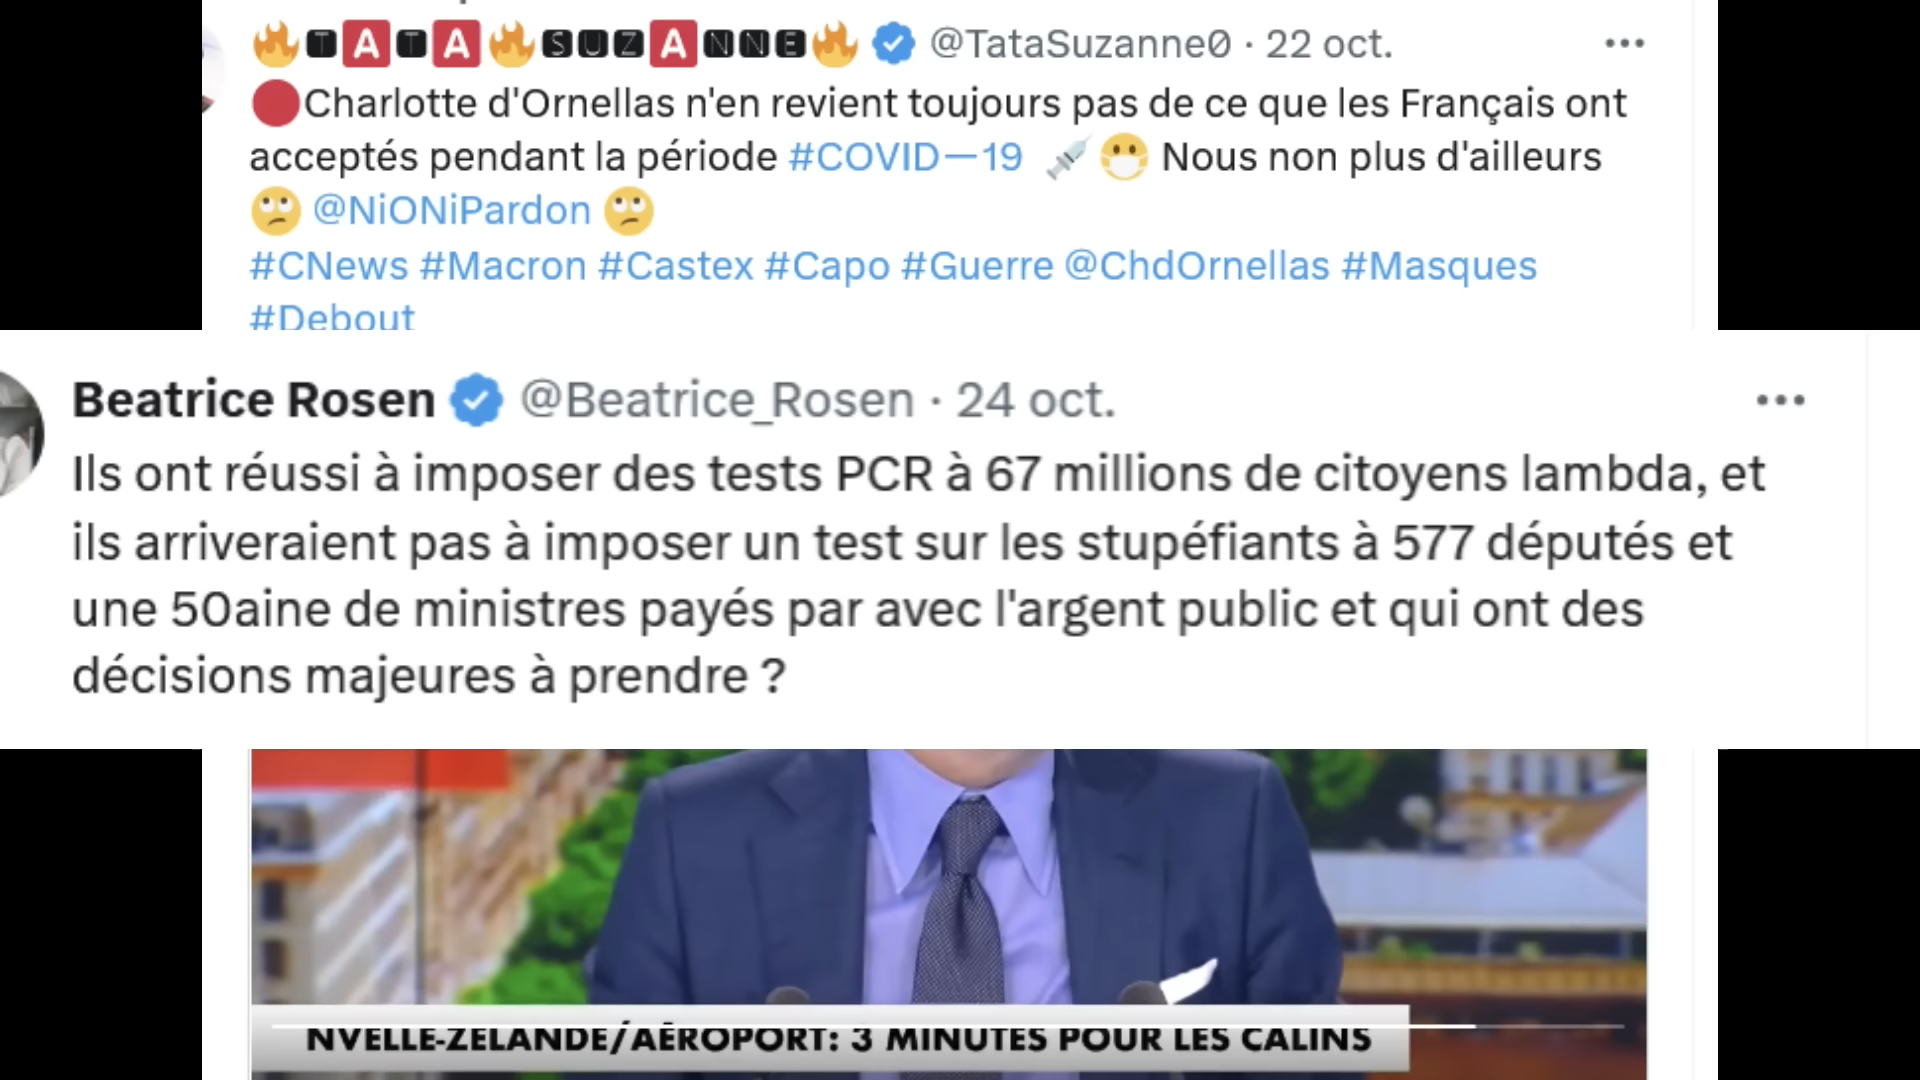 🔥🆃🅰🆃🅰🔥🆂🆄🆉🅰🅽🅽🅴🔥 @TataSuzanne0 · 22 oct.
🔴Charlotte d'Ornellas n'en revient toujours pas de ce que les Français ont
acceptés pendant la période #COVID—19 💉😷 Nous non plus d'ailleurs
🙄 @NiONiPardon 🙄
#CNews #Macron #Castex #Capo #Guerre @ChdOrnellas #Masques
#Debout
Beatrice Rosen @Beatrice_Rosen · 24 oct.
Ils ont réussi à imposer des tests PCR à 67 millions de citoyens lambda, et
ils arriveraient pas à imposer un test sur les stupéfiants à 577 députés et
une 50aine de ministres payés par avec l'argent public et qui ont des
décisions majeures à prendre ?
NVELLE-ZELANDE/AÉROPORT: 3 MINUTES POUR LES CALINS